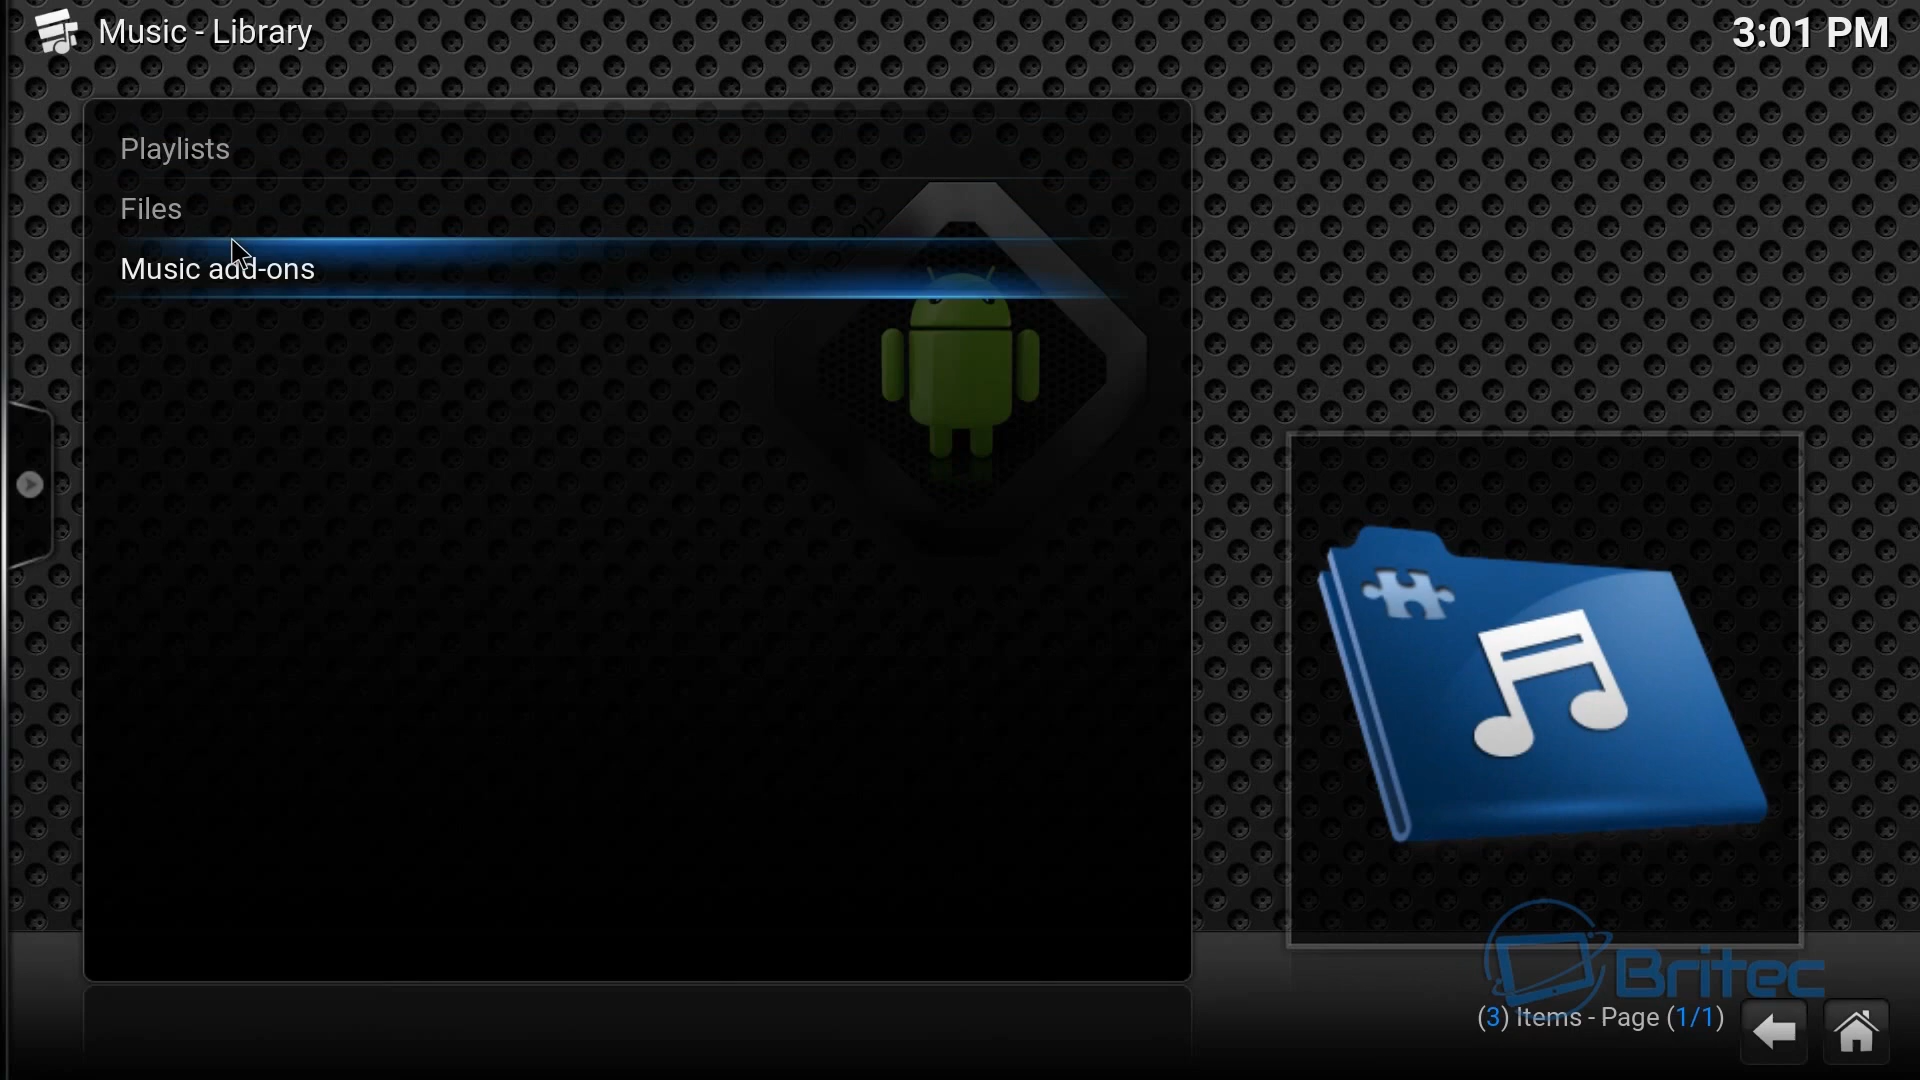 Music - Library
3:01 PM
Playlists
Files
Music add-ons
Britec
(3) Items - Page (1/1)